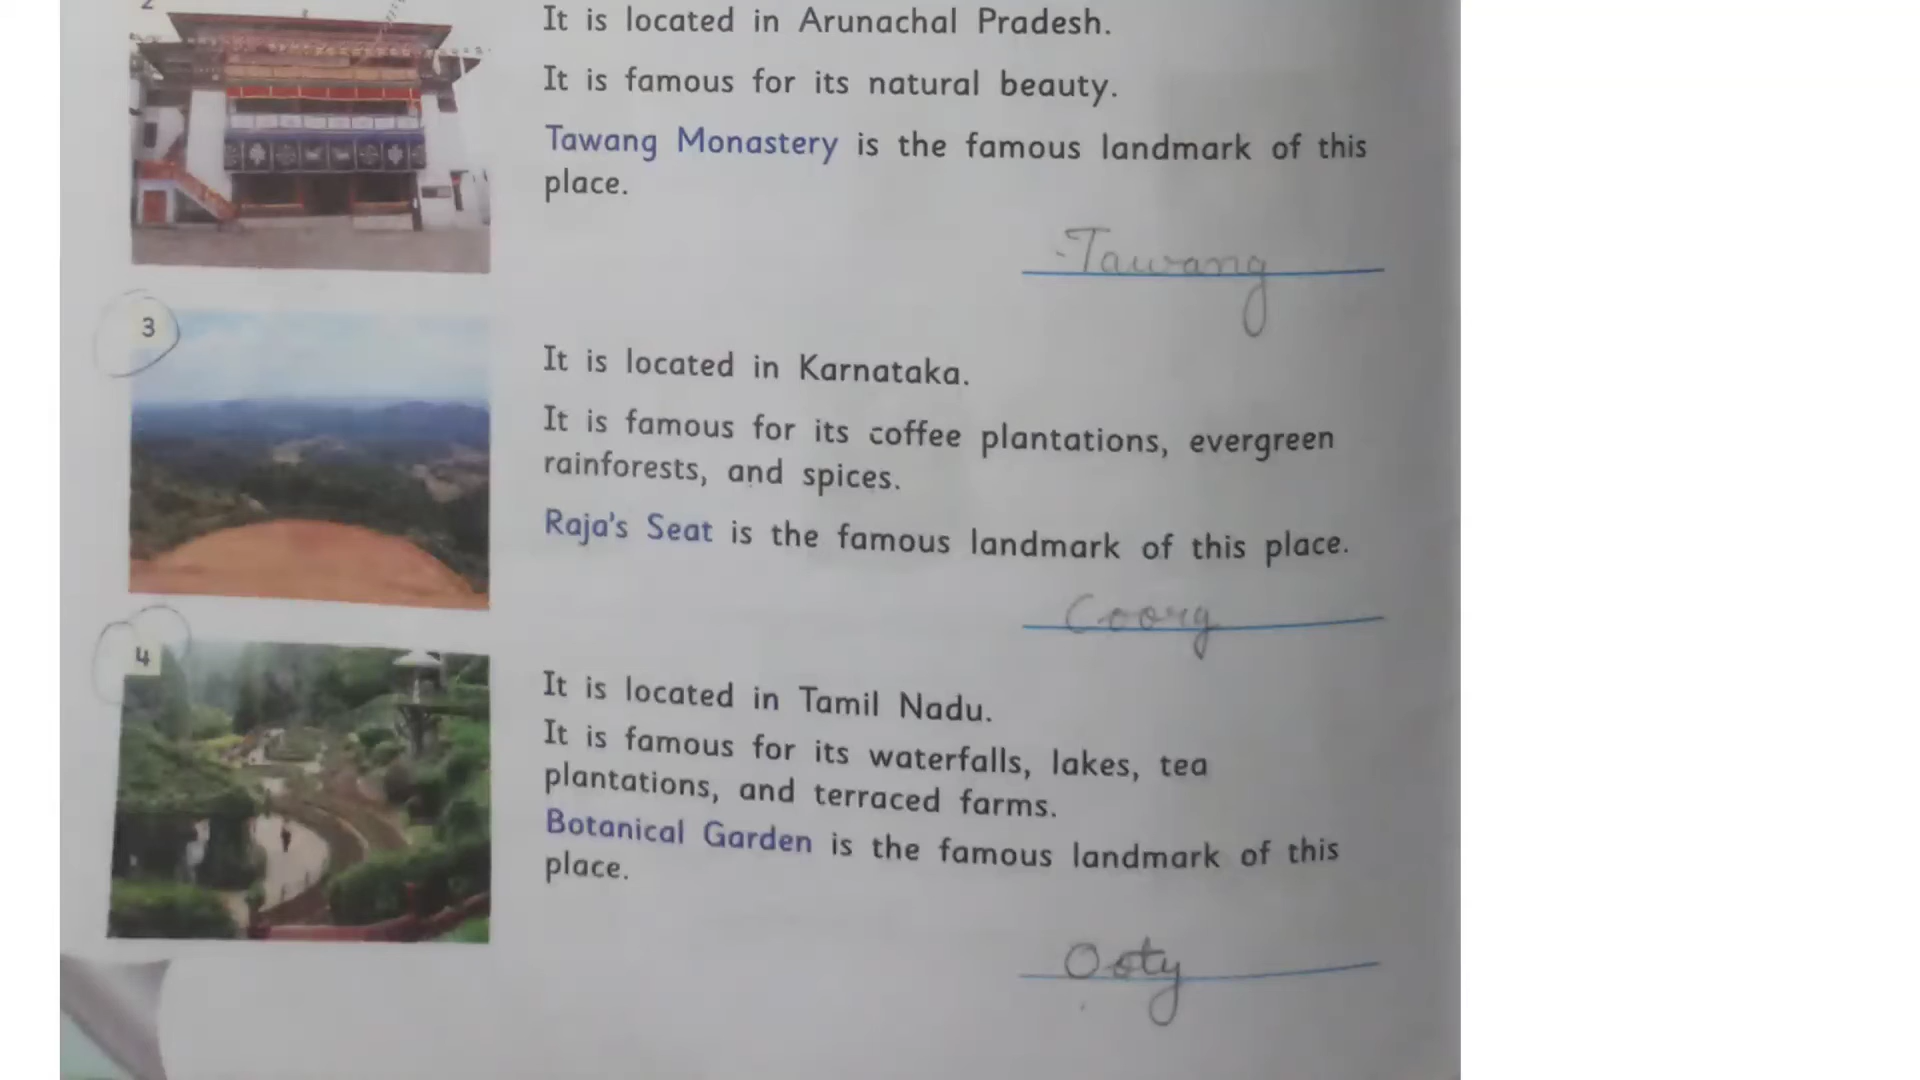 2
It is located in Arunachal Pradesh.
It is famous for its natural beauty.
Tawang Monastery is the famous landmark of this
place.
Tawang
3
It is located in Karnataka.
It is famous for its coffee plantations, evergreen
rainforests, and spices.
Raja's Seat is the famous landmark of this place.
Coorg
4
It is located in Tamil Nadu.
It is famous for its waterfalls, lakes, tea
plantations, and terraced farms.
Botanical Garden is the famous landmark of this
place.
Ooty